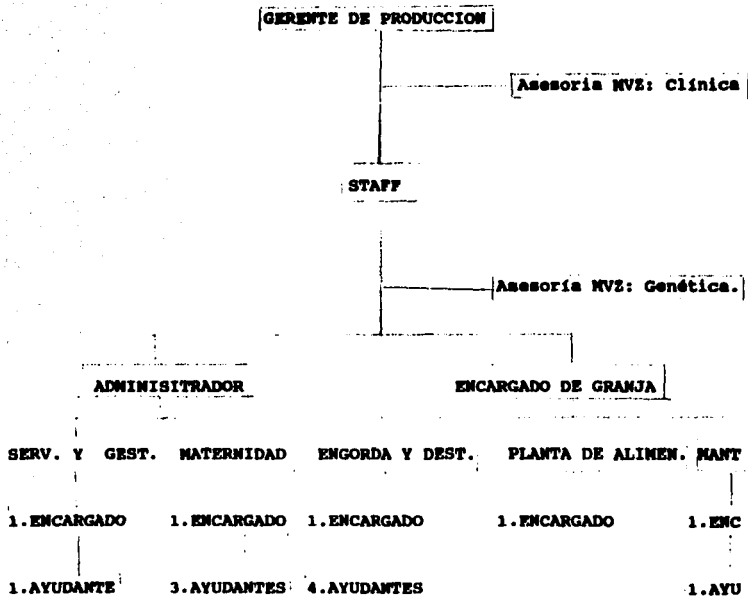 GERENTE DE PRODUCCION
Asesoria MVZ: Clínica
STAFF
Asesoría MVZ: Genética.
ADMINISITRADOR ENCARGADO DE GRANJA
SERV. Y GEST. MATERNIDAD ENGORDA Y DEST. PLANTA DE ALIMEN. MANT
1.ENCARGADO 1.ENCARGADO 1.ENCARGADO 1.ENCARGADO 1.ENC
1.AYUDANTE 3.AYUDANTES 4.AYUDANTES 1.AYU